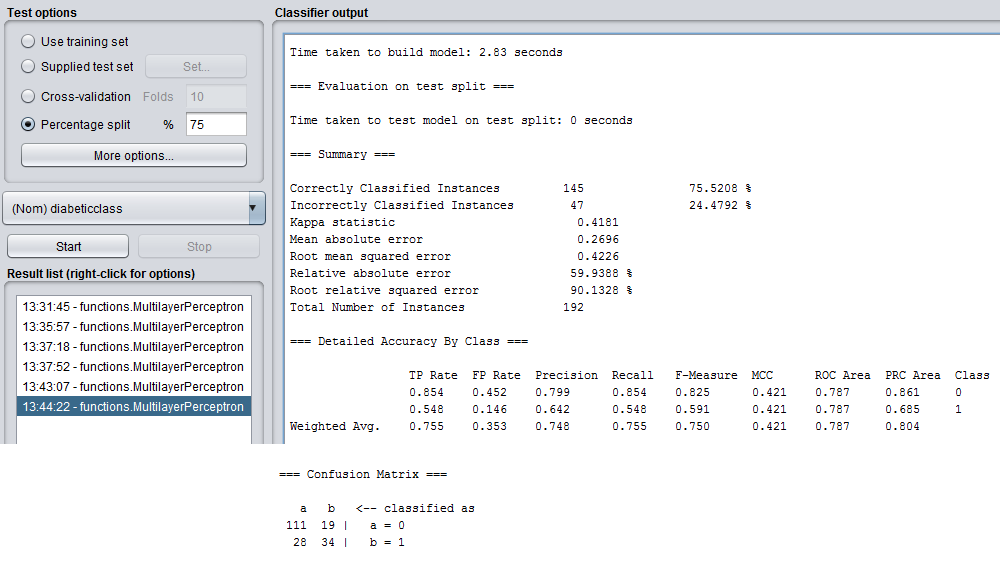 Test options
Use training set
Supplied test set Set...
Cross-validation Folds 10
Percentage split % 75
More options...
(Nom) diabeticclass
Start Stop
Result list (right-click for options)
13:31:45 - functions.MultilayerPerceptron
13:35:57 - functions.MultilayerPerceptron
13:37:18 - functions.MultilayerPerceptron
13:37:52 - functions.MultilayerPerceptron
13:43:07 - functions.MultilayerPerceptron
13:44:22 - functions.MultilayerPerceptron
Classifier output
Time taken to build model: 2.83 seconds
=== Evaluation on test split ===
Time taken to test model on test split: 0 seconds
=== Summary ===
Correctly Classified Instances 145 75.5208 %
Incorrectly Classified Instances 47 24.4792 %
Kappa statistic 0.4181
Mean absolute error 0.2696
Root mean squared error 0.4226
Relative absolute error 59.9388 %
Root relative squared error 90.1328 %
Total Number of Instances 192
=== Detailed Accuracy By Class ===
TP Rate FP Rate Precision Recall F-Measure MCC ROC Area PRC Area Class
0.854 0.452 0.799 0.854 0.825 0.421 0.787 0.861 0
0.548 0.146 0.642 0.548 0.591 0.421 0.787 0.685 1
Weighted Avg. 0.755 0.353 0.748 0.755 0.750 0.421 0.787 0.804
=== Confusion Matrix ===
a b <-- classified as
111 19 | a = 0
28 34 | b = 1